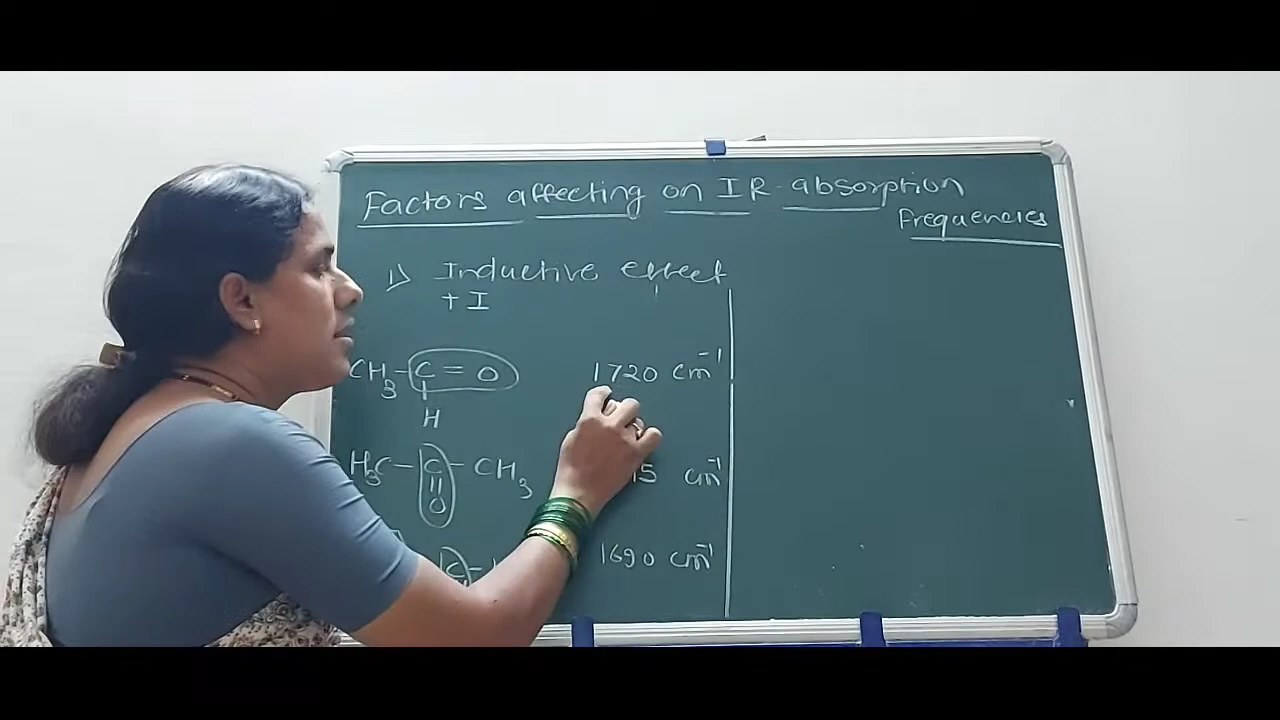 Factors affecting on IR-absorption
Frequencies
1) Inductive effect
+ I
CH3-C=O 1720 cm-1
H
H3C-C-CH3 15 cm-1
O
C- 1690 cm-1